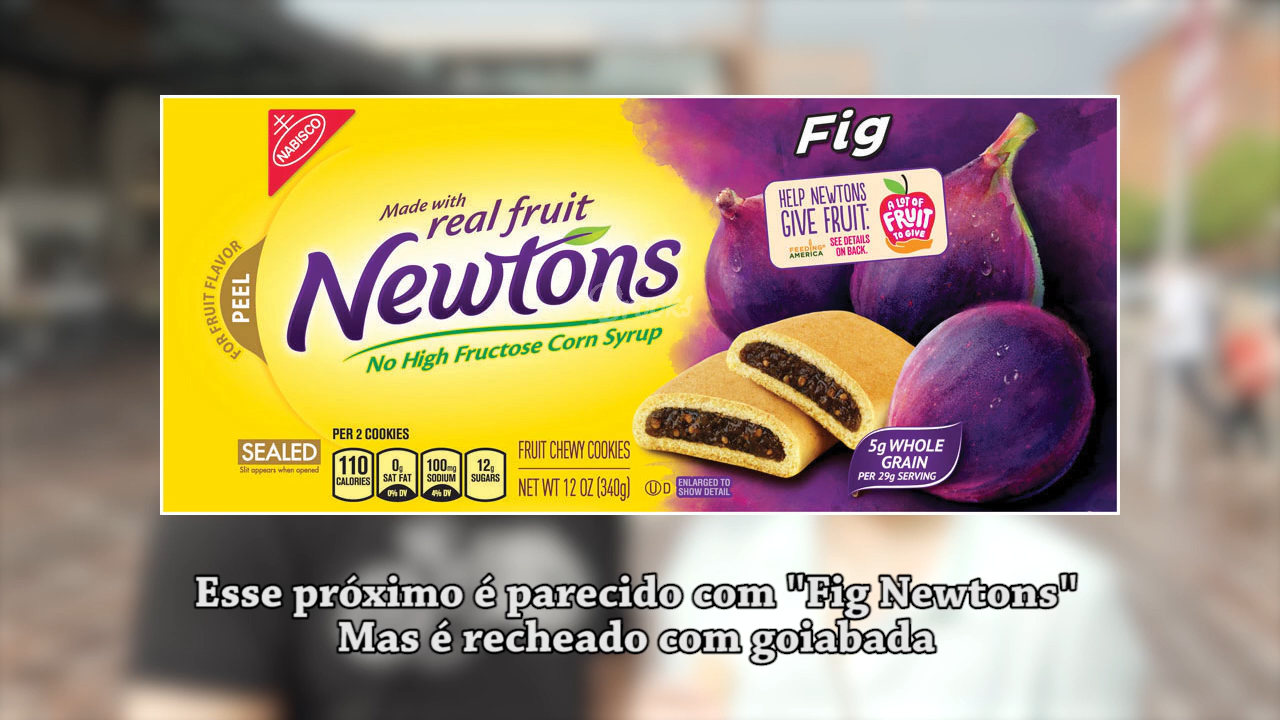 NABISCO
Made with
real fruit
Newtons
No High Fructose Corn Syrup
FOR FRUIT FLAVOR
PEEL
Fig
HELP NEWTONS
GIVE FRUIT:
FEEDING
AMERICA
SEE DETAILS
ON BACK.
A LOT OF
FRUIT
TO GIVE
SEALED
Slit appears when opened
PER 2 COOKIES
110
CALORIES
0g
SAT FAT
0% DV
100mg
SODIUM
4% DV
12g
SUGARS
FRUIT CHEWY COOKIES
NET WT 12 OZ (340g)
U D
ENLARGED TO
SHOW DETAIL
5g WHOLE
GRAIN
PER 29g SERVING
Esse próximo é parecido com "Fig Newtons"
Mas é recheado com goiabada